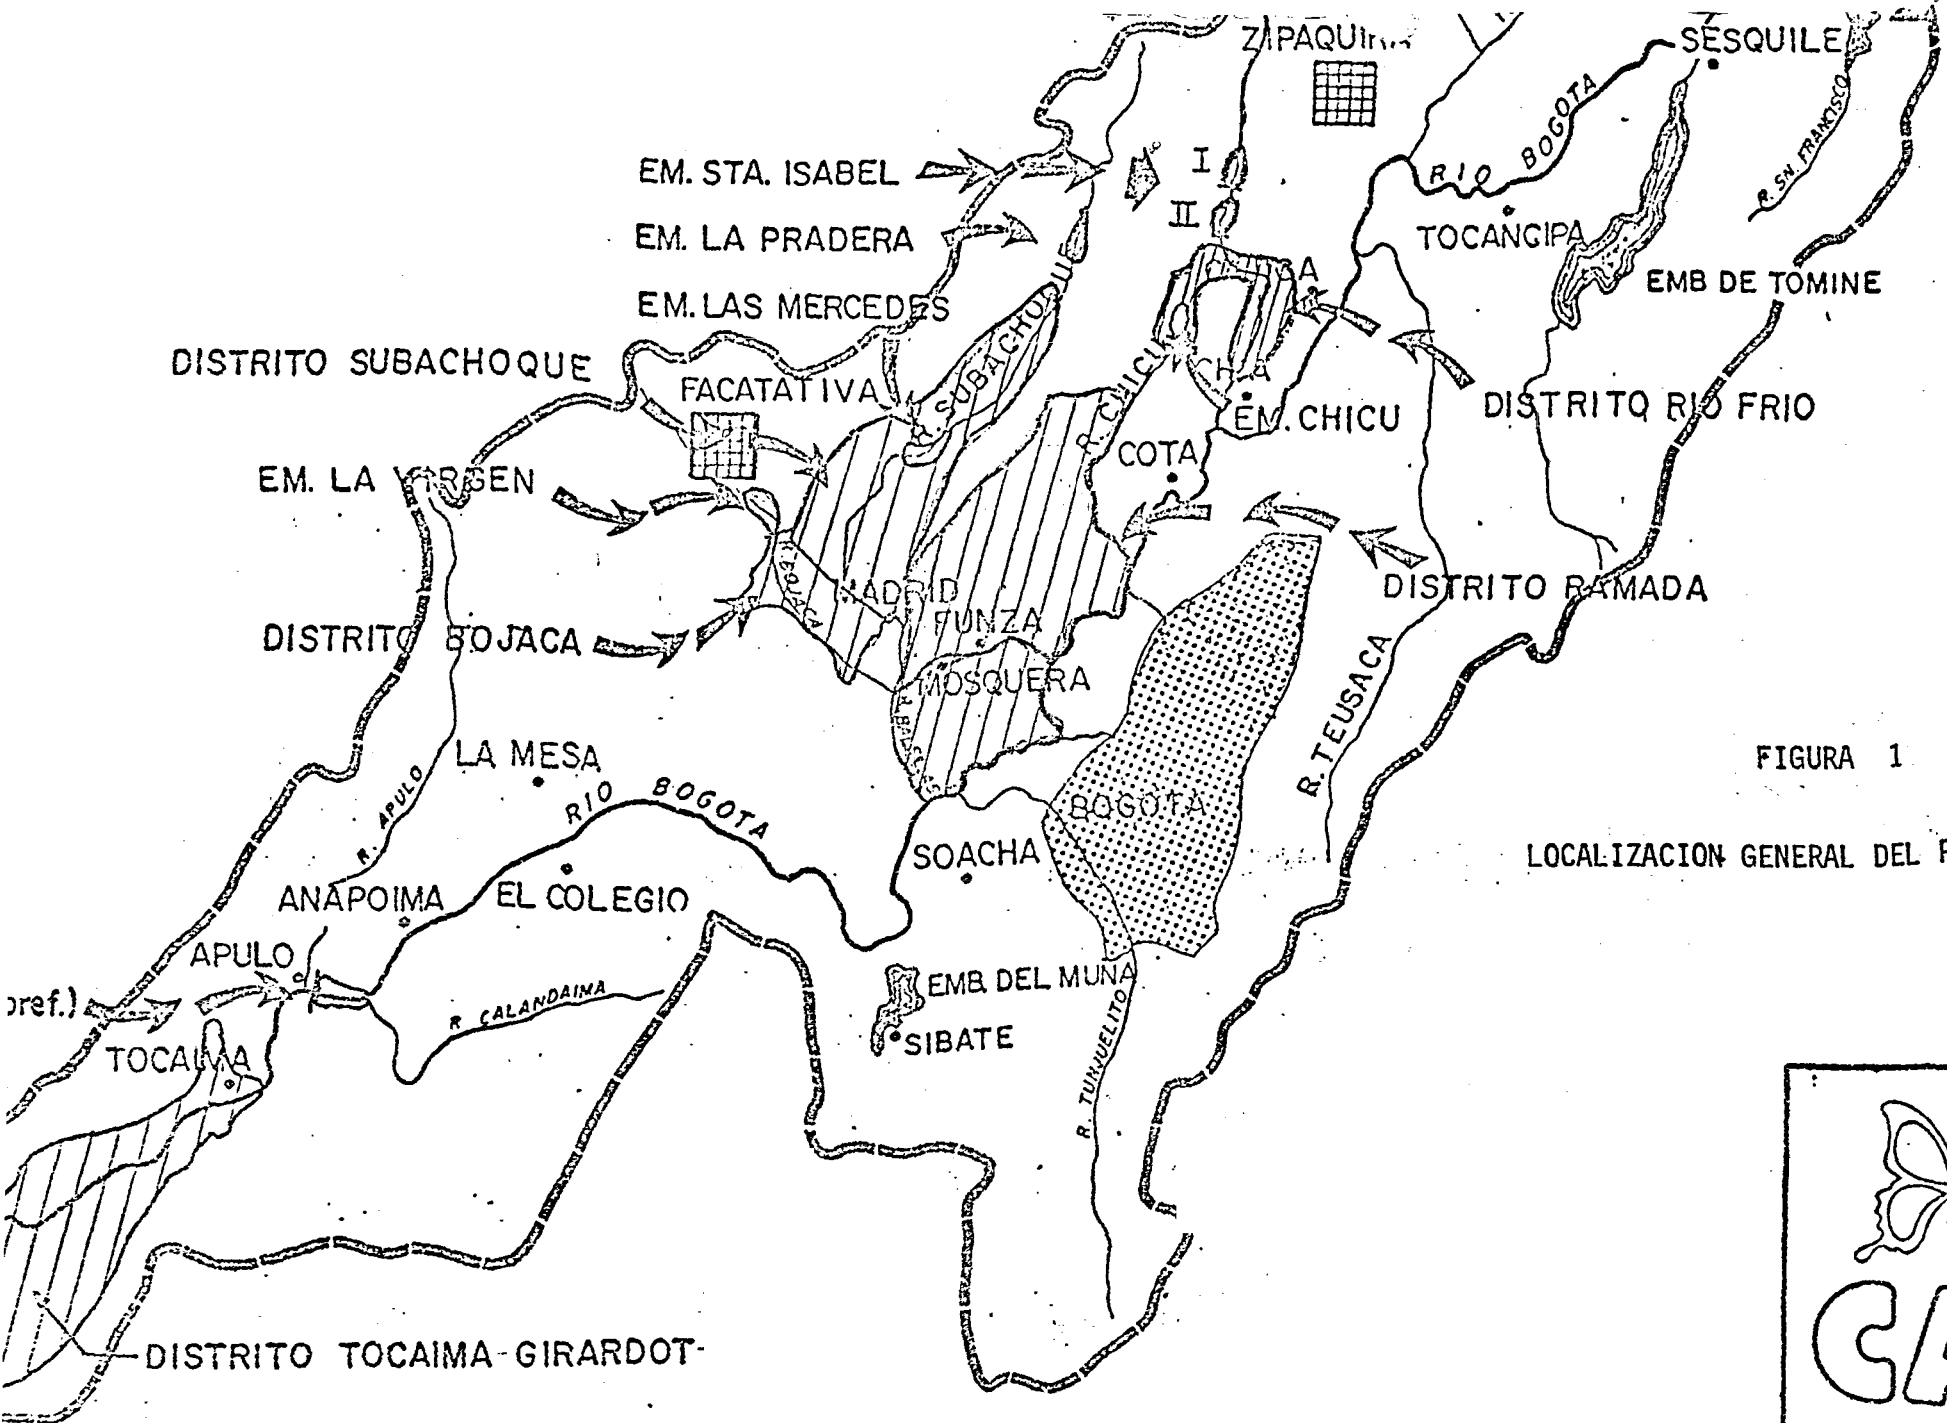 SESQUILE
R. SN. FRANCISCO
RIO BOGOTA
EM. STA. ISABEL
I
II
TOCANCIPA
EM. LA PRADERA
EMB DE TOMINE
EM. LAS MERCEDES
DISTRITO SUBACHOQUE
FACATATIVA
R. SUBACHOQUE
R. CHICU
EM. CHICU
DISTRITO RIO FRIO
COTA
EM. LA VIRGEN
DISTRITO RAMADA
MADRID
FUNZA
DISTRITO BOJACA
MOSQUERA
R. TEUSACA
LA MESA
R. APULO
RIO BOGOTA
BOGOTA
FIGURA 1
SOACHA
LOCALIZACION GENERAL DEL
ANAPOIMA
EL COLEGIO
APULO
EMB. DEL MUÑA
R CALANDAIMA
SIBATE
TOCAIMA
R. TUNJUELITO
DISTRITO TOCAIMA-GIRARDOT-